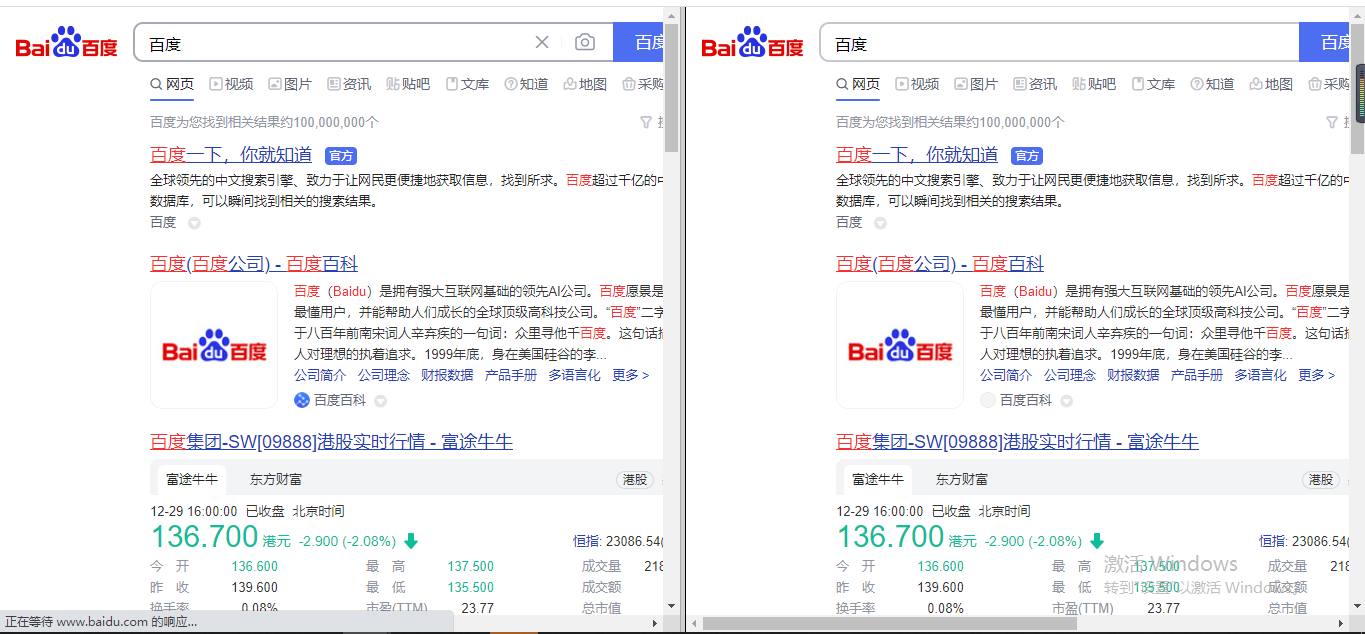 Bai du 百度
百度
百度
网页 视频 图片 资讯 贴吧 文库 知道 地图 采购
百度为您找到相关结果约100,000,000个
百度一下，你就知道 官方
全球领先的中文搜索引擎、致力于让网民更便捷地获取信息，找到所求。百度超过千亿的中
数据库，可以瞬间找到相关的搜索结果。
百度
百度(百度公司) - 百度百科
Bai du 百度
百度（Baidu）是拥有强大互联网基础的领先AI公司。百度愿景是
最懂用户，并能帮助人们成长的全球顶级高科技公司。“百度”二字
于八百年前南宋词人辛弃疾的一句词：众里寻他千百度。这句话描
人对理想的执着追求。1999年底，身在美国硅谷的李...
公司简介 公司理念 财报数据 产品手册 多语言化 更多 >
百度百科
百度集团-SW[09888]港股实时行情 - 富途牛牛
富途牛牛 东方财富 港股
12-29 16:00:00 已收盘 北京时间
136.700 港元 -2.900 (-2.08%) 恒指: 23086.54(
今 开 136.600 最 高 137.500 成交量 218
昨 收 139.600 最 低 135.500 成交额
换手率 0.08% 市盈(TTM) 23.77 总市值
正在等待 www.baidu.com 的响应...
Bai du 百度
百度
百度
网页 视频 图片 资讯 贴吧 文库 知道 地图 采购
百度为您找到相关结果约100,000,000个
百度一下，你就知道 官方
全球领先的中文搜索引擎、致力于让网民更便捷地获取信息，找到所求。百度超过千亿的中
数据库，可以瞬间找到相关的搜索结果。
百度
百度(百度公司) - 百度百科
Bai du 百度
百度（Baidu）是拥有强大互联网基础的领先AI公司。百度愿景是
最懂用户，并能帮助人们成长的全球顶级高科技公司。“百度”二字
于八百年前南宋词人辛弃疾的一句词：众里寻他千百度。这句话描
人对理想的执着追求。1999年底，身在美国硅谷的李...
公司简介 公司理念 财报数据 产品手册 多语言化 更多 >
百度百科
百度集团-SW[09888]港股实时行情 - 富途牛牛
富途牛牛 东方财富 港股
12-29 16:00:00 已收盘 北京时间
136.700 港元 -2.900 (-2.08%) 恒指: 23086.54(
今 开 136.600 最 高 137.500 成交量 218
昨 收 139.600 最 低 135.500 成交额
换手率 0.08% 市盈(TTM) 23.77 总市值
激活 Windows
转到“设置”以激活 Windows。